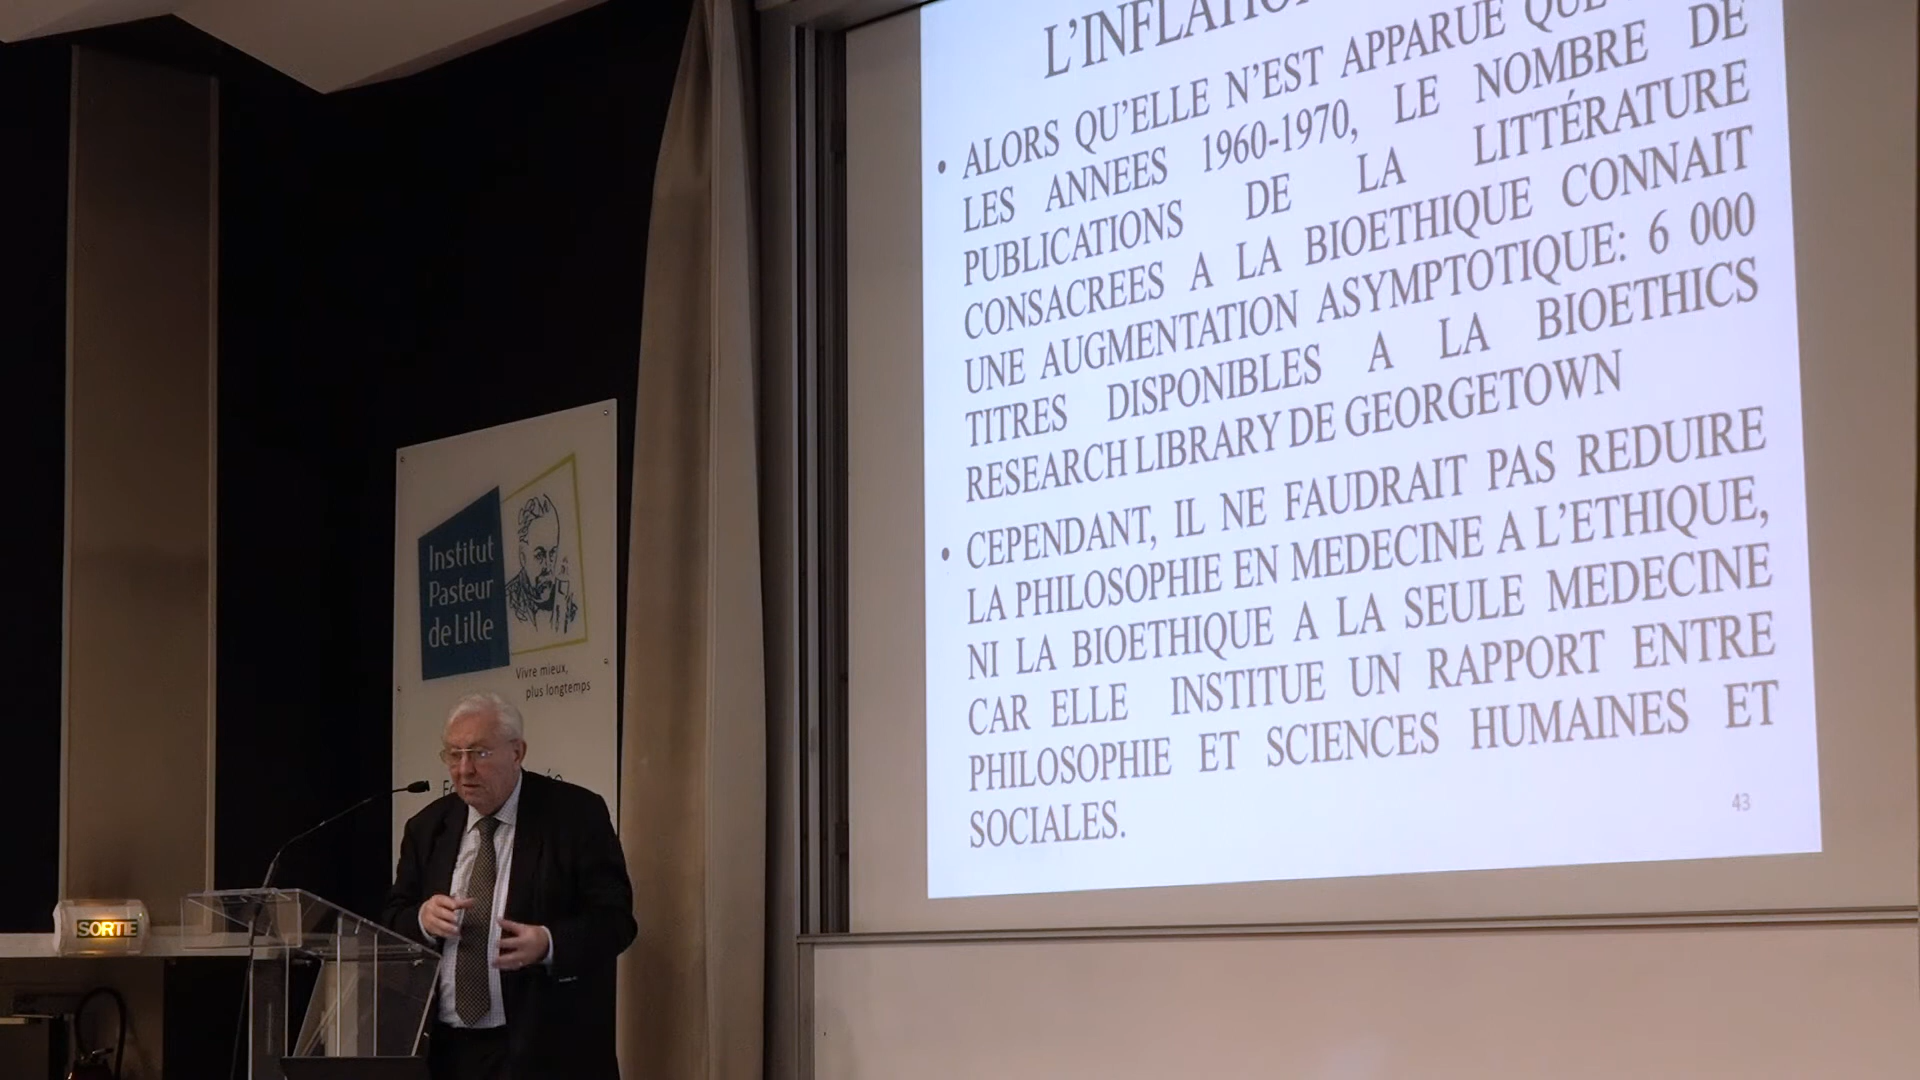 L'INFLATION
• ALORS QU'ELLE N'EST APPARUE QUE
LES ANNEES 1960-1970, LE NOMBRE DE
PUBLICATIONS DE LA LITTÉRATURE
CONSACREES A LA BIOETHIQUE CONNAIT
UNE AUGMENTATION ASYMPTOTIQUE: 6 000
TITRES DISPONIBLES A LA BIOETHICS
RESEARCH LIBRARY DE GEORGETOWN
• CEPENDANT, IL NE FAUDRAIT PAS REDUIRE
LA PHILOSOPHIE EN MEDECINE A L'ETHIQUE,
NI LA BIOETHIQUE A LA SEULE MEDECINE
CAR ELLE INSTITUE UN RAPPORT ENTRE
PHILOSOPHIE ET SCIENCES HUMAINES ET
SOCIALES.
43
Institut
Pasteur
de Lille
Vivre mieux,
plus longtemps
SORTIE